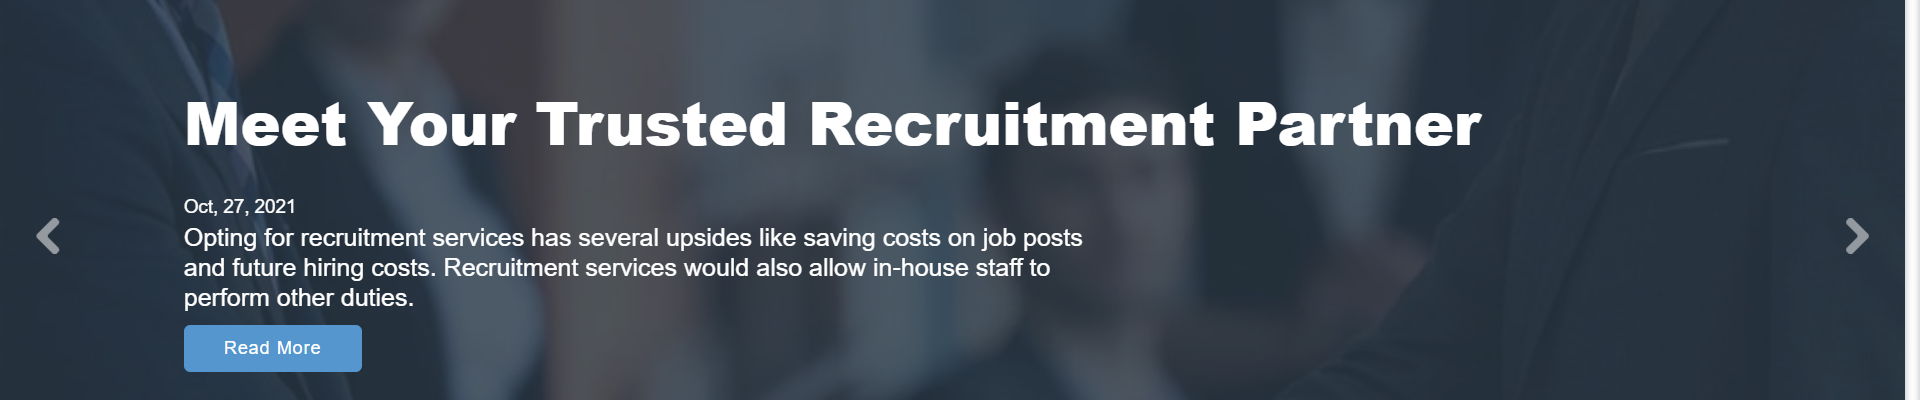 Meet Your Trusted Recruitment Partner
Oct, 27, 2021
Opting for recruitment services has several upsides like saving costs on job posts
and future hiring costs. Recruitment services would also allow in-house staff to
perform other duties.
Read More